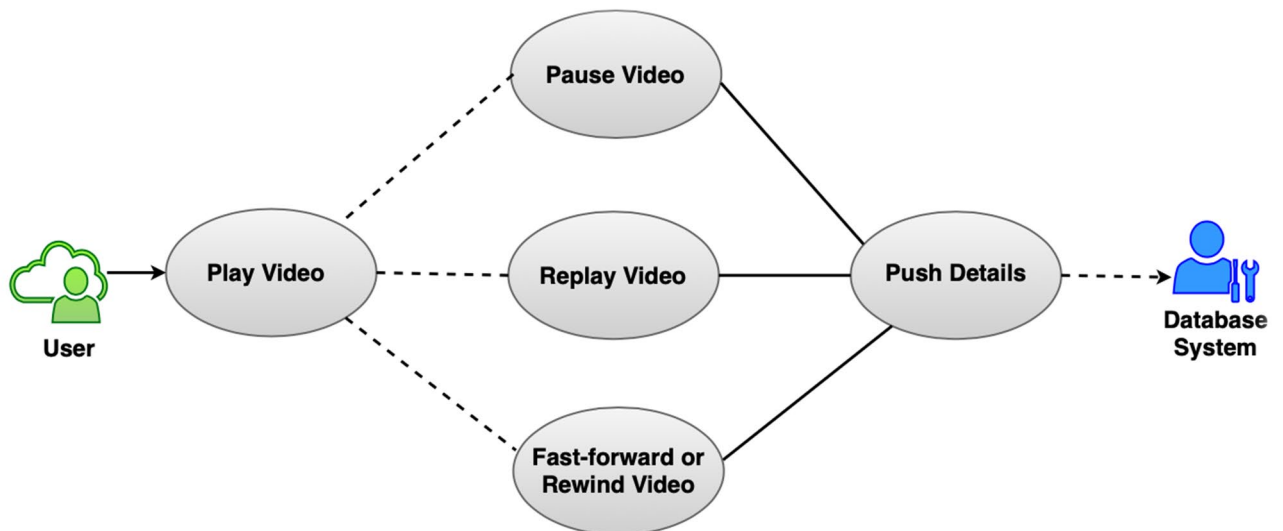 Pause Video
Play Video
Replay Video
Push Details
User
Database
System
Fast-forward or
Rewind Video